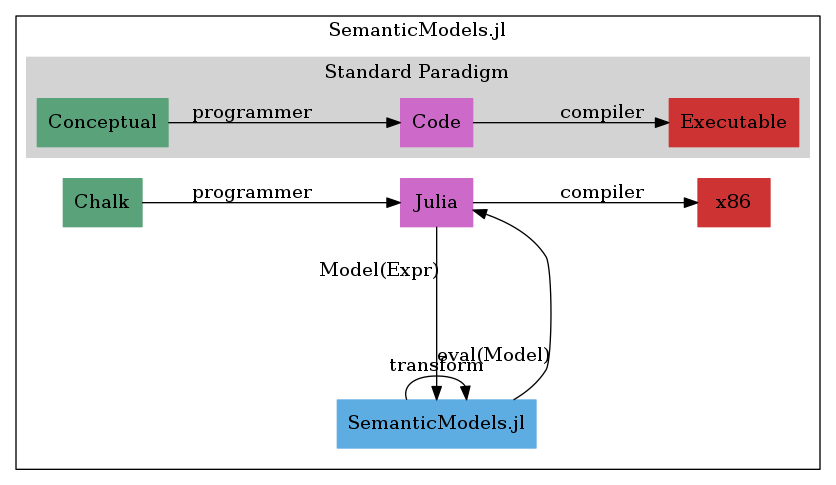 SemanticModels.jl
Standard Paradigm
Conceptual programmer Code compiler Executable
Chalk programmer Julia compiler x86
Model(Expr)
eval(Model)
transform
SemanticModels.jl